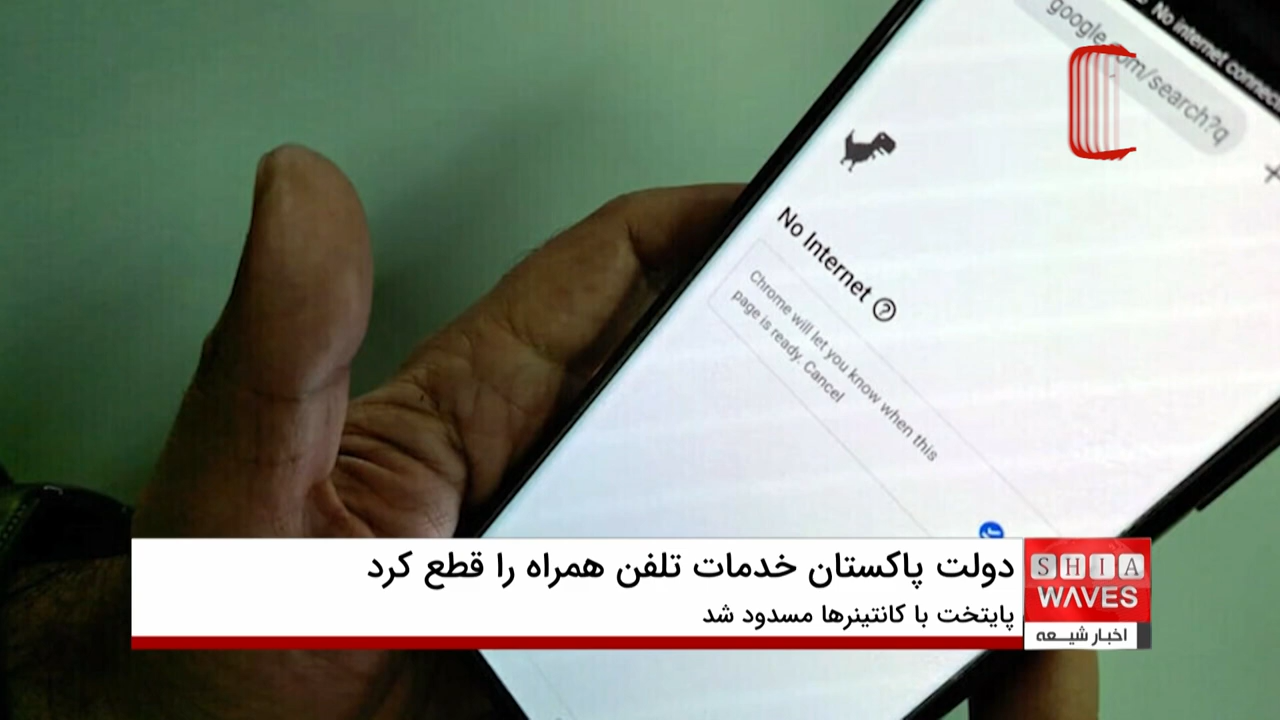 No internet connec
google.com/search?q
No Internet
Chrome will let you know when this
page is ready. Cancel
دولت پاکستان خدمات تلفن همراه را قطع کرد
پایتخت با کانتینرها مسدود شد
SHIA
WAVES
اخبار شیعه